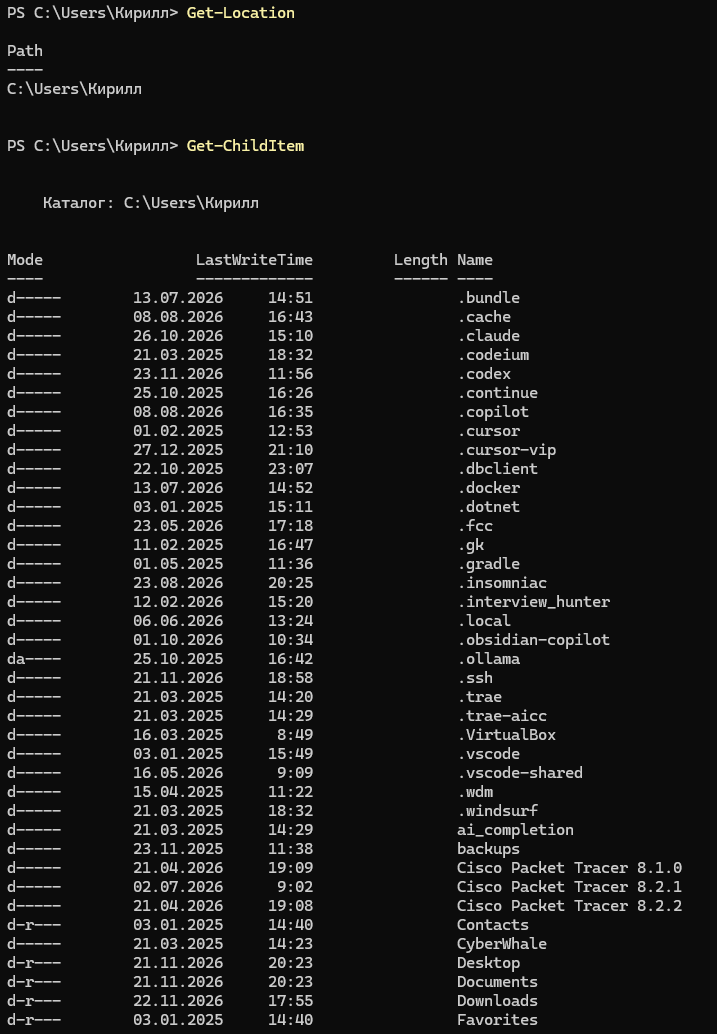 PS C:\Users\Кирилл> Get-Location
Path
----
C:\Users\Кирилл
PS C:\Users\Кирилл> Get-ChildItem
Каталог: C:\Users\Кирилл
Mode LastWriteTime Length Name
---- ------------- ------ ----
d----- 13.07.2026 14:51 .bundle
d----- 08.08.2026 16:43 .cache
d----- 26.10.2026 15:10 .claude
d----- 21.03.2025 18:32 .codeium
d----- 23.11.2026 11:56 .codex
d----- 25.10.2025 16:26 .continue
d----- 08.08.2026 16:35 .copilot
d----- 01.02.2026 12:53 .cursor
d----- 27.12.2025 21:10 .cursor-vip
d----- 22.10.2025 23:07 .dbclient
d----- 13.07.2026 14:52 .docker
d----- 03.01.2025 15:11 .dotnet
d----- 23.05.2026 17:18 .fcc
d----- 11.02.2026 16:47 .gk
d----- 01.05.2025 11:36 .gradle
d----- 23.08.2026 20:25 .insomniac
d----- 12.02.2026 15:20 .interview_hunter
d----- 06.06.2026 13:24 .local
d----- 01.10.2026 10:34 .obsidian-copilot
da---- 25.10.2025 16:42 .ollama
d----- 21.11.2026 18:58 .ssh
d----- 21.03.2025 14:20 .trae
d----- 21.03.2025 14:29 .trae-aicc
d----- 16.03.2025 8:49 .VirtualBox
d----- 03.01.2025 15:49 .vscode
d----- 16.05.2026 9:09 .vscode-shared
d----- 15.04.2025 11:22 .wdm
d----- 21.03.2025 18:32 .windsurf
d----- 21.03.2025 14:29 ai_completion
d----- 23.11.2025 11:38 backups
d----- 21.04.2026 19:09 Cisco Packet Tracer 8.1.0
d----- 02.07.2026 9:02 Cisco Packet Tracer 8.2.1
d----- 21.04.2026 19:08 Cisco Packet Tracer 8.2.2
d-r--- 03.01.2025 14:40 Contacts
d----- 21.03.2025 14:23 CyberWhale
d-r--- 21.11.2026 20:23 Desktop
d-r--- 21.11.2026 20:23 Documents
d-r--- 22.11.2026 17:55 Downloads
d-r--- 03.01.2025 14:40 Favorites